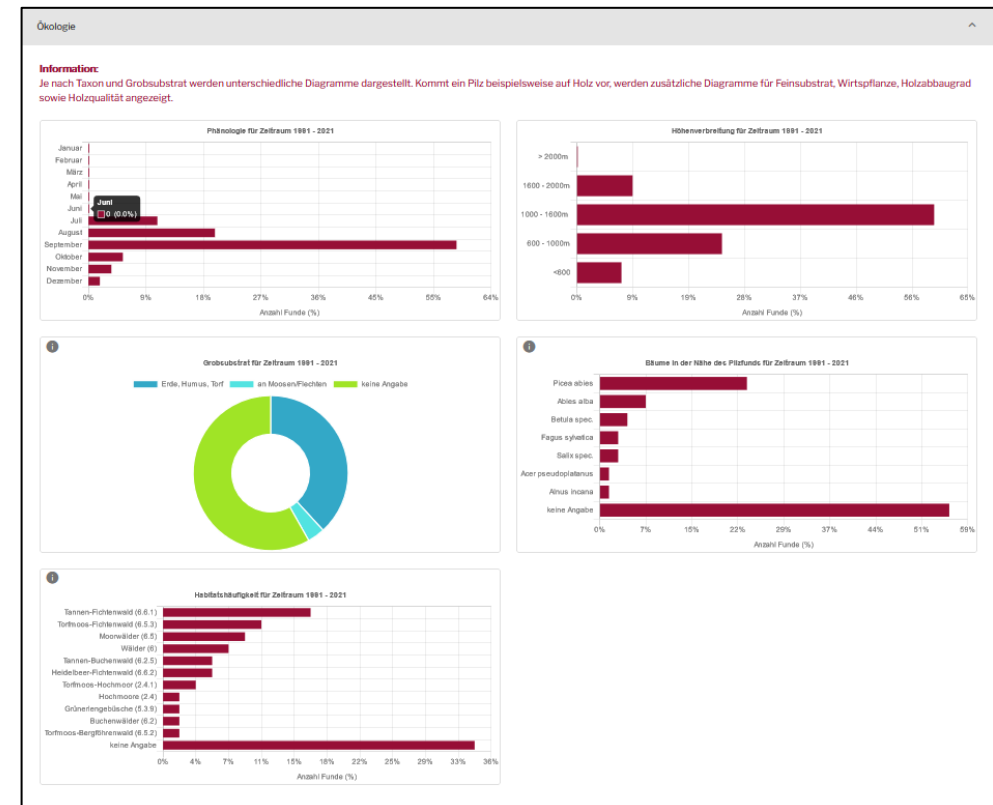 Ökologie
Information:
Je nach Taxon und Grobsubstrat werden unterschiedliche Diagramme dargestellt. Kommt ein Pilz beispielsweise auf Holz vor, werden zusätzliche Diagramme für Feinsubstrat, Wirtspflanze, Holzabbaugrad
sowie Holzqualität angezeigt.
Phänologie für Zeitraum 1991 - 2021
Januar
Februar
März
April
Mai
Juni
Juli
August
September
Oktober
November
Dezember
Juni
0 (0.0%)
0% 9% 18% 27% 36% 45% 55% 64%
Anzahl Funde (%)
Höhenverbreitung für Zeitraum 1991 - 2021
> 2000m
1600 - 2000m
1000 - 1600m
600 - 1000m
<600
0% 9% 19% 28% 37% 46% 56% 65%
Anzahl Funde (%)
Grobsubstrat für Zeitraum 1991 - 2021
Erde, Humus, Torf an Moosen/Flechten keine Angabe
Bäume in der Nähe des Pilzfunds für Zeitraum 1991 - 2021
Picea abies
Abies alba
Betula spec.
Fagus sylvatica
Salix spec.
Acer pseudoplatanus
Alnus incana
keine Angabe
0% 7% 15% 22% 29% 37% 44% 51% 59%
Anzahl Funde (%)
Habitatshäufigkeit für Zeitraum 1991 - 2021
Tannen-Fichtenwald (6.6.1)
Torfmoos-Fichtenwald (6.5.3)
Moorwälder (6.5)
Wälder (6)
Tannen-Buchenwald (6.2.5)
Heidelbeer-Fichtenwald (6.6.2)
Torfmoos-Hochmoor (2.4.1)
Hochmoore (2.4)
Grünerlengebüsche (5.3.9)
Buchenwälder (6.2)
Torfmoos-Bergföhrenwald (6.5.2)
keine Angabe
0% 4% 7% 11% 15% 18% 22% 25% 29% 33% 36%
Anzahl Funde (%)